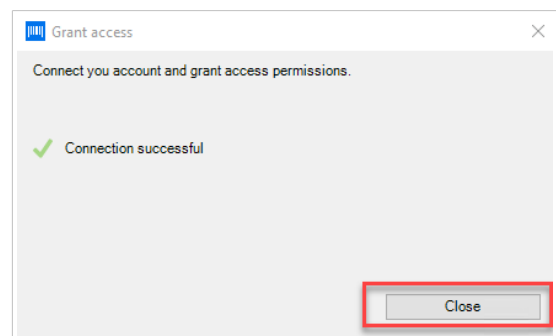 Grant access
Connect you account and grant access permissions.
Connection successful
Close